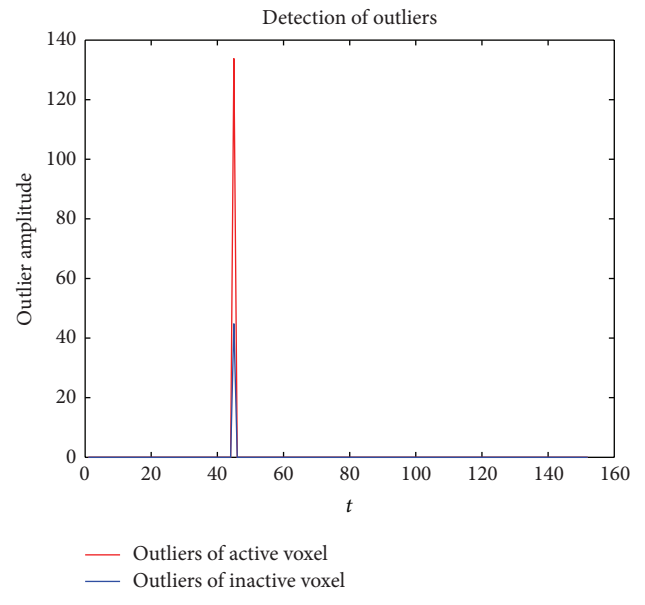 Detection of outliers
140
120
100
80
60
40
20
0
Outlier amplitude
0 20 40 60 80 100 120 140 160
t
Outliers of active voxel
Outliers of inactive voxel